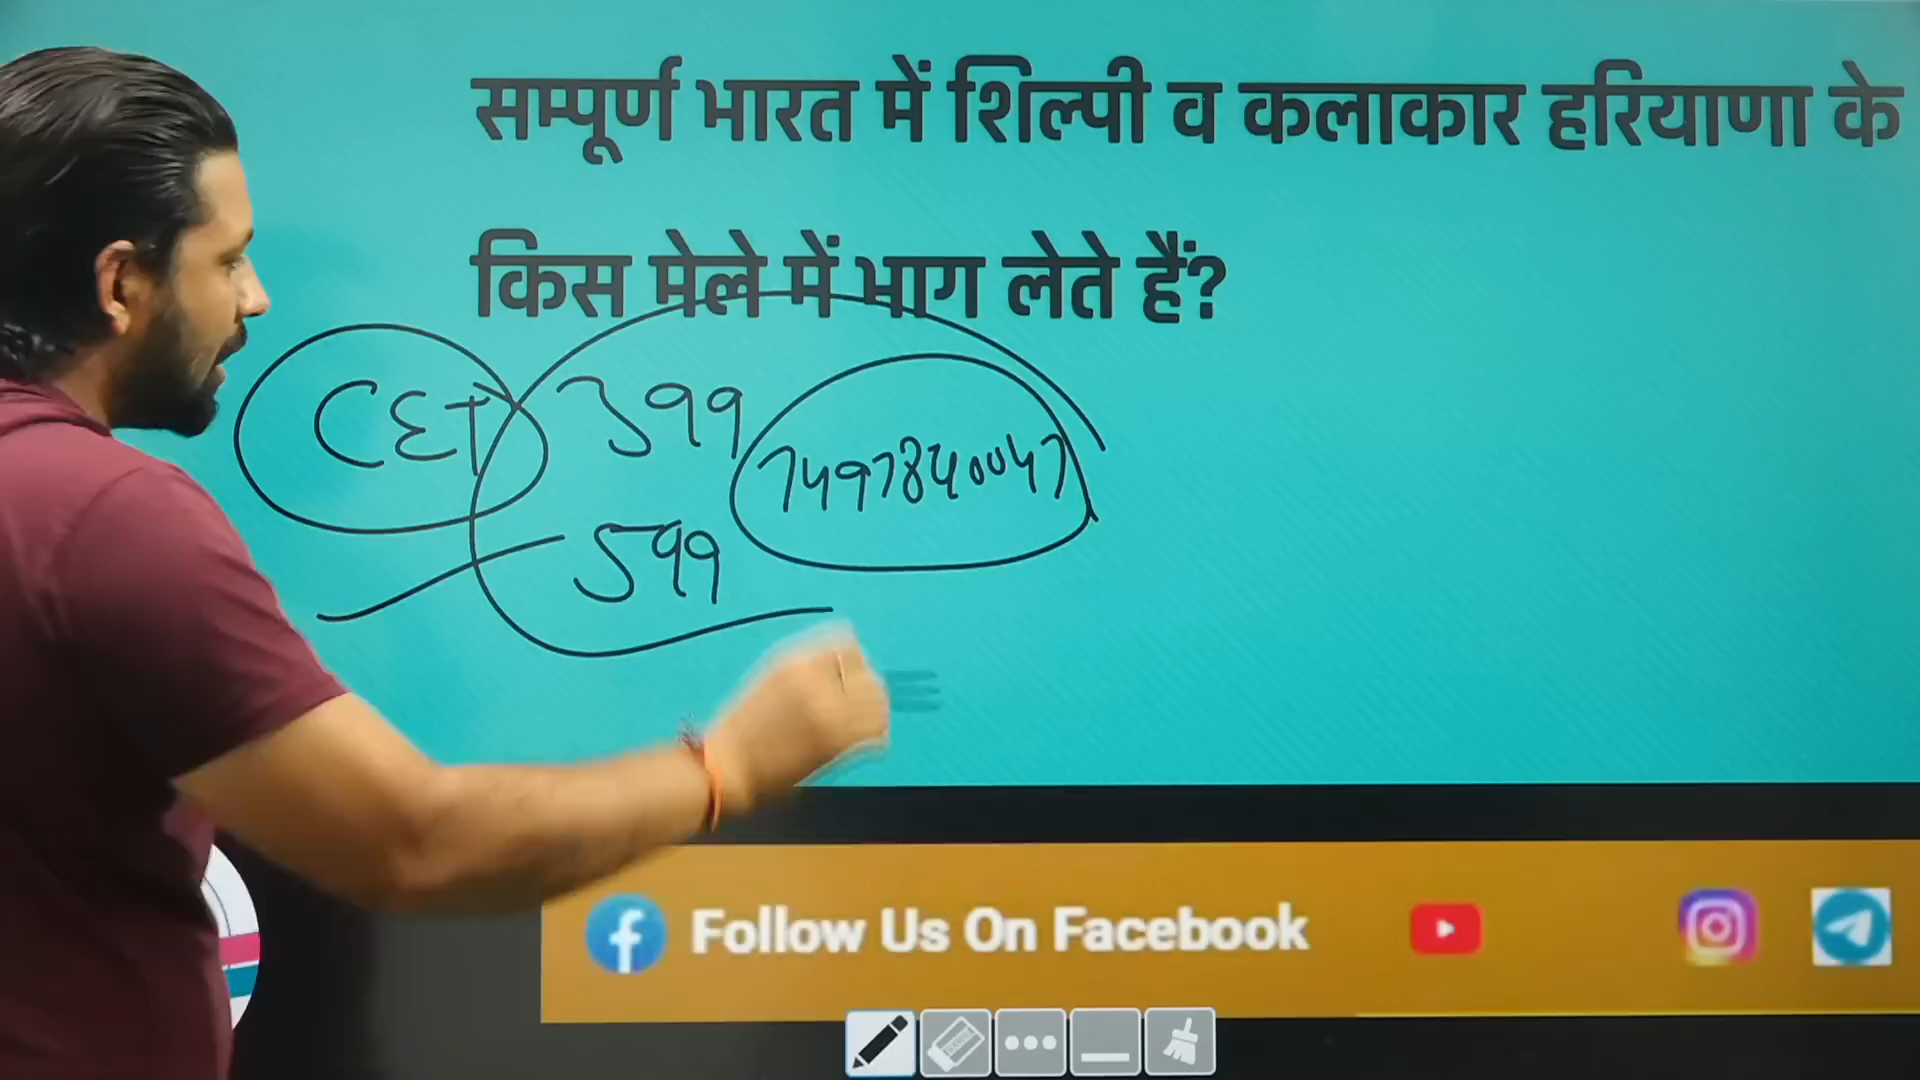 सम्पूर्ण भारत में शिल्पी व कलाकार हरियाणा के
किस मेले में भाग लेते हैं?
CET 399
7497840047
599
Follow Us On Facebook